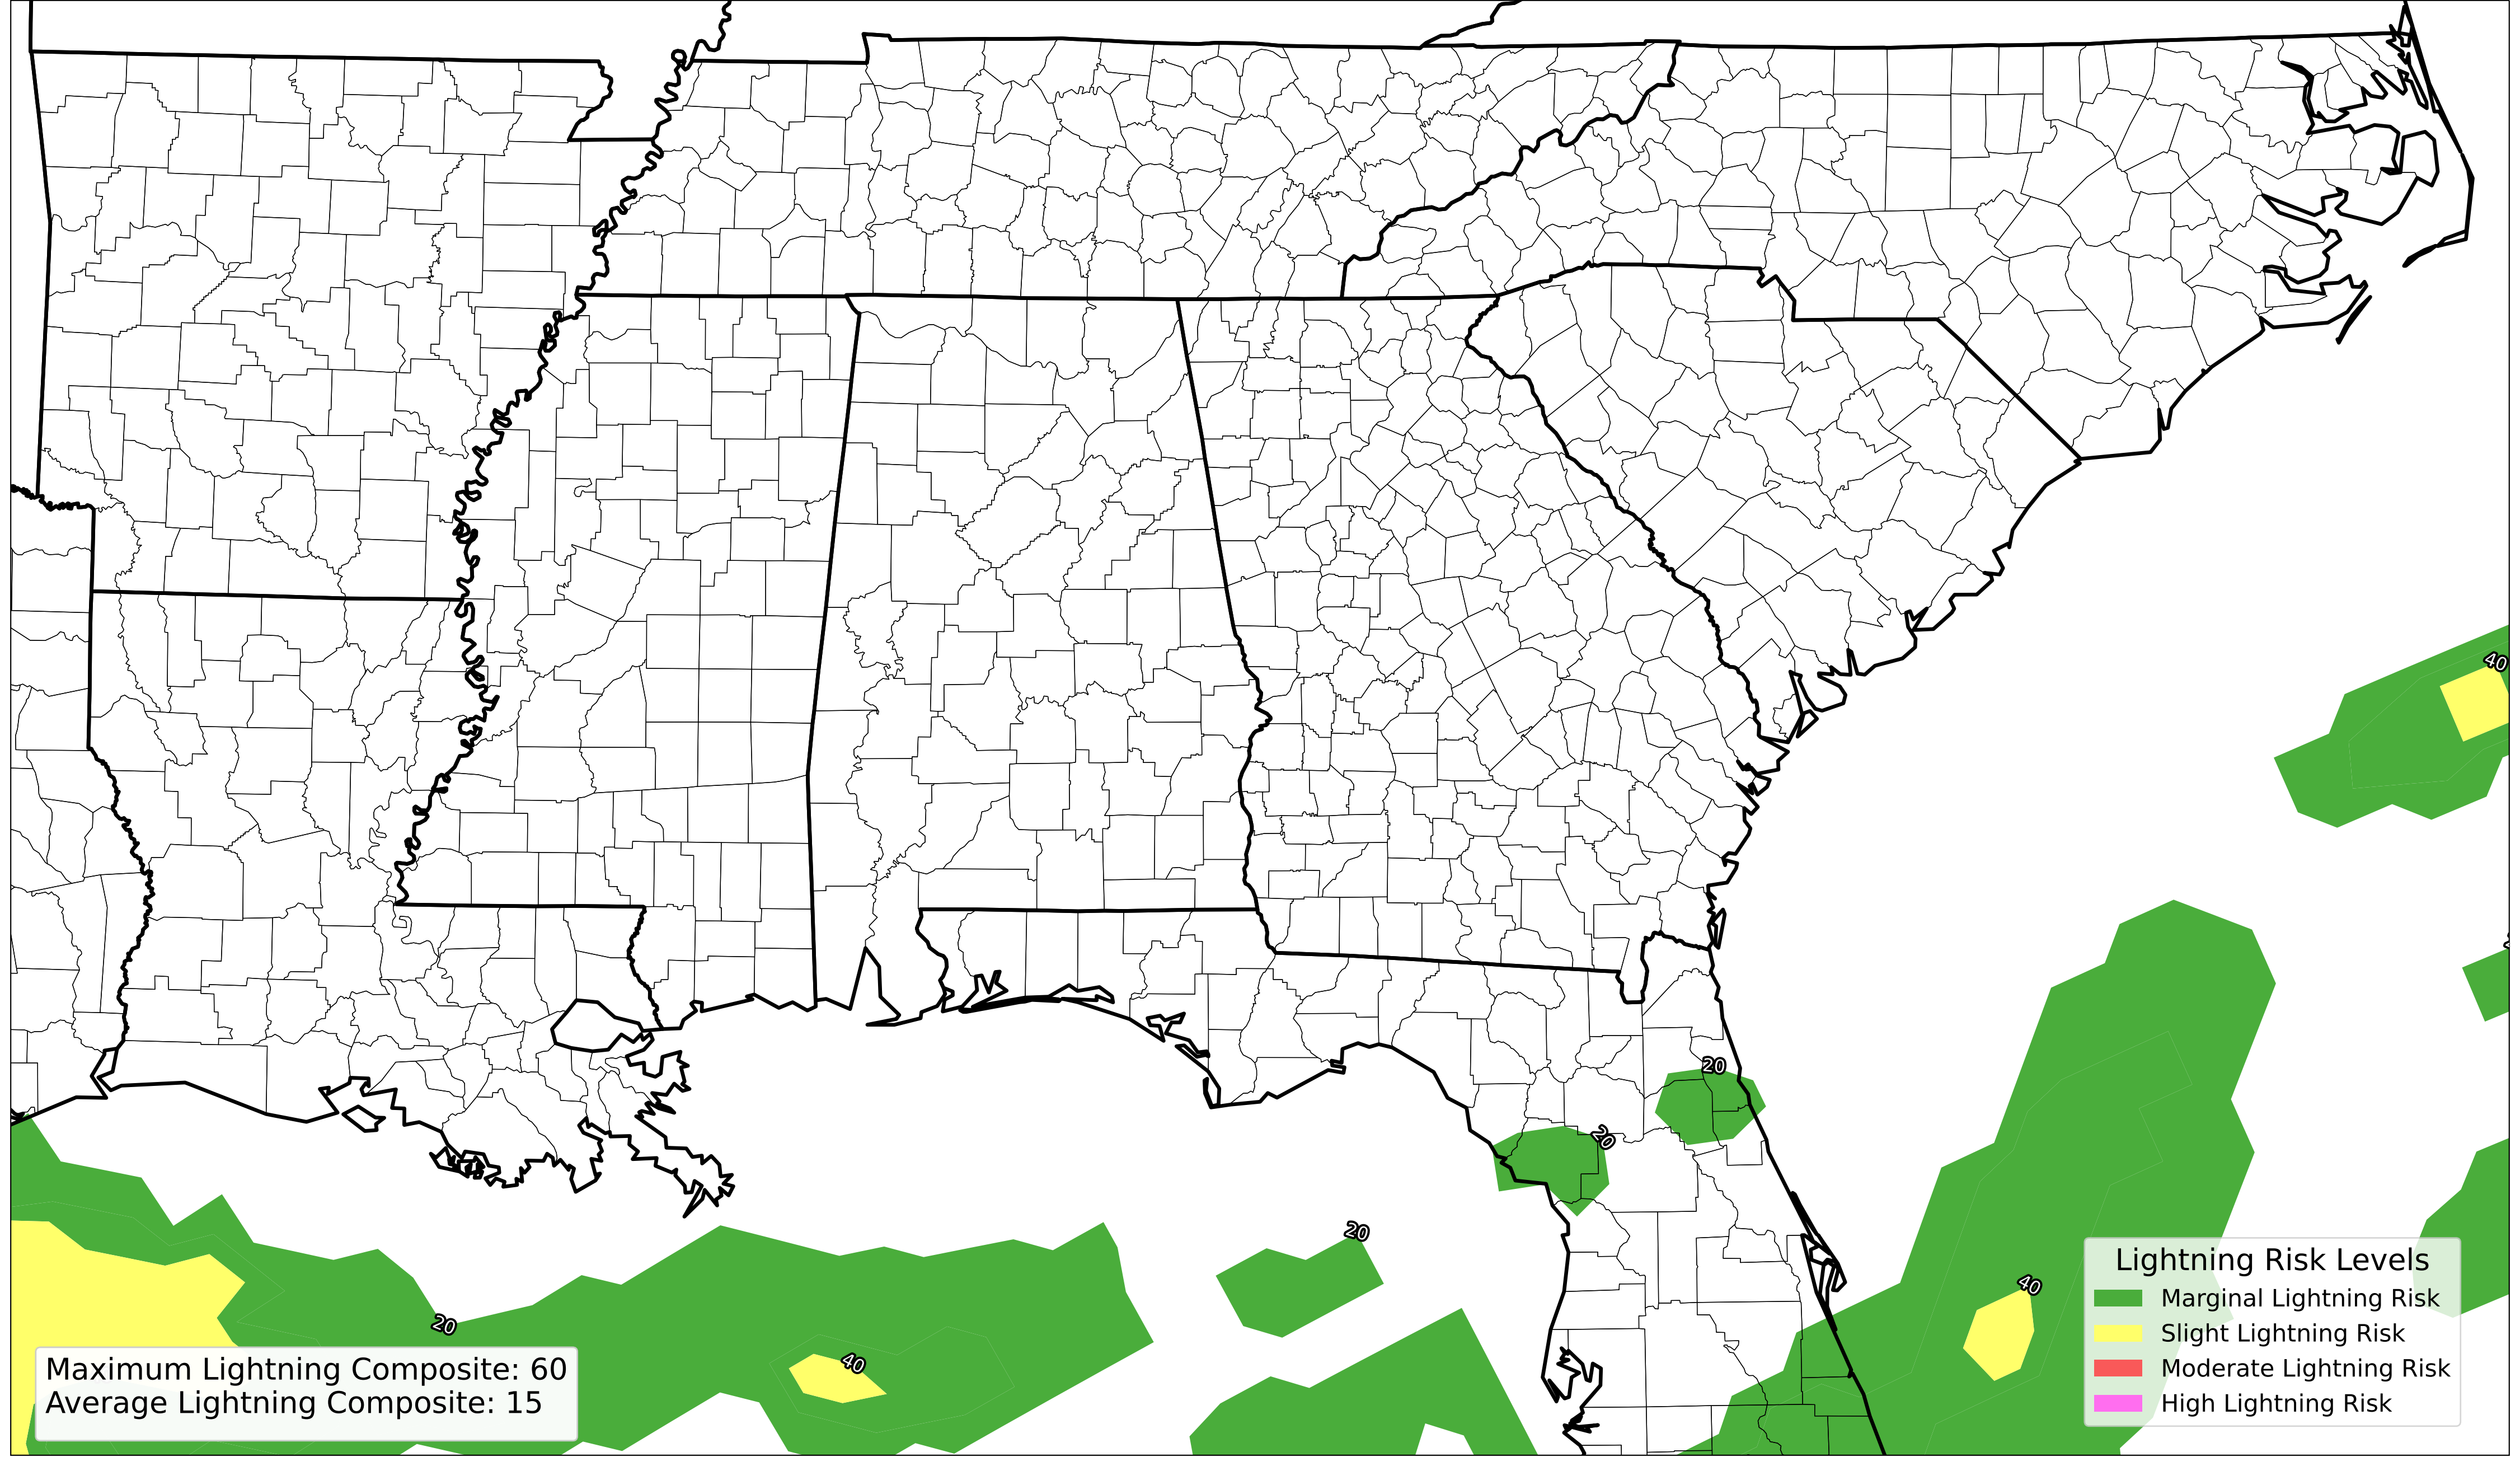 40
20
20
20
40
20
40
Lightning Risk Levels
Marginal Lightning Risk
Slight Lightning Risk
Moderate Lightning Risk
High Lightning Risk
Maximum Lightning Composite: 60
Average Lightning Composite: 15